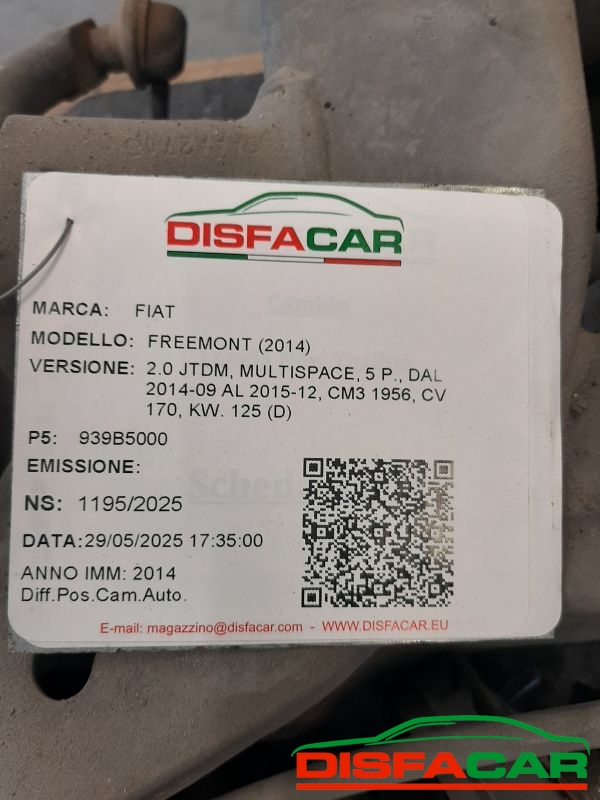 DISFACAR
MARCA: FIAT
MODELLO: FREEMONT (2014)
VERSIONE: 2.0 JTDM, MULTISPACE, 5 P., DAL
2014-09 AL 2015-12, CM3 1956, CV
170, KW. 125 (D)
P5: 939B5000
EMISSIONE:
NS: 1195/2025
DATA:29/05/2025 17:35:00
ANNO IMM: 2014
Diff.Pos.Cam.Auto.
E-mail: magazzino@disfacar.com - WWW.DISFACAR.EU
DISFACAR